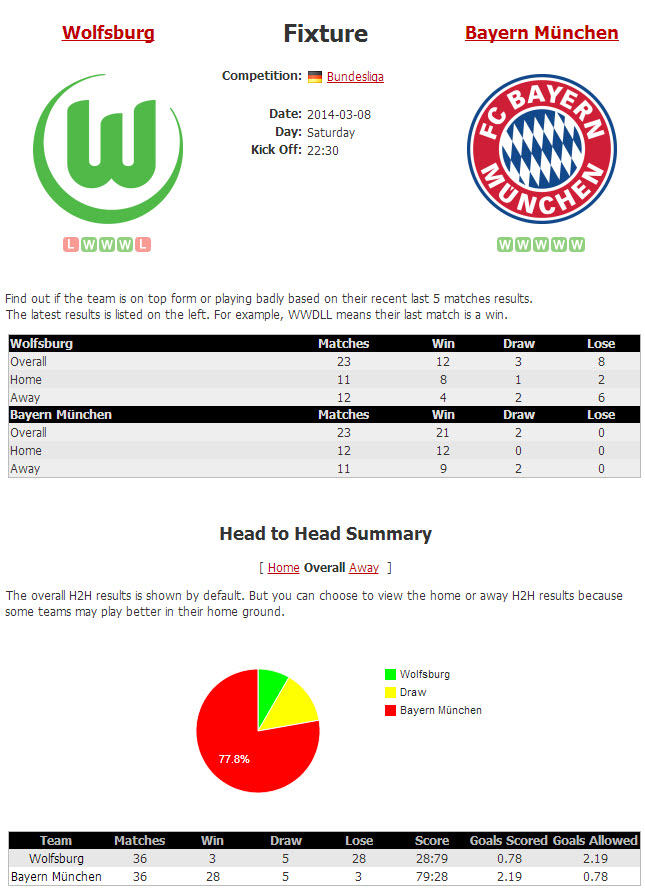 Wolfsburg
Fixture
Bayern München
Competition: Bundesliga
Date: 2014-03-08
Day: Saturday
Kick Off: 22:30
W
FC BAYERN
MÜNCHEN
L W W W L
W W W W W
Find out if the team is on top form or playing badly based on their recent last 5 matches results.
The latest results is listed on the left. For example, WWDLL means their last match is a win.
Wolfsburg Matches Win Draw Lose
Overall 23 12 3 8
Home 11 8 1 2
Away 12 4 2 6
Bayern München Matches Win Draw Lose
Overall 23 21 2 0
Home 12 12 0 0
Away 11 9 2 0
Head to Head Summary
[ Home Overall Away ]
The overall H2H results is shown by default. But you can choose to view the home or away H2H results because
some teams may play better in their home ground.
Wolfsburg
Draw
Bayern München
77.8%
Team Matches Win Draw Lose Score Goals Scored Goals Allowed
Wolfsburg 36 3 5 28 28:79 0.78 2.19
Bayern München 36 28 5 3 79:28 2.19 0.78